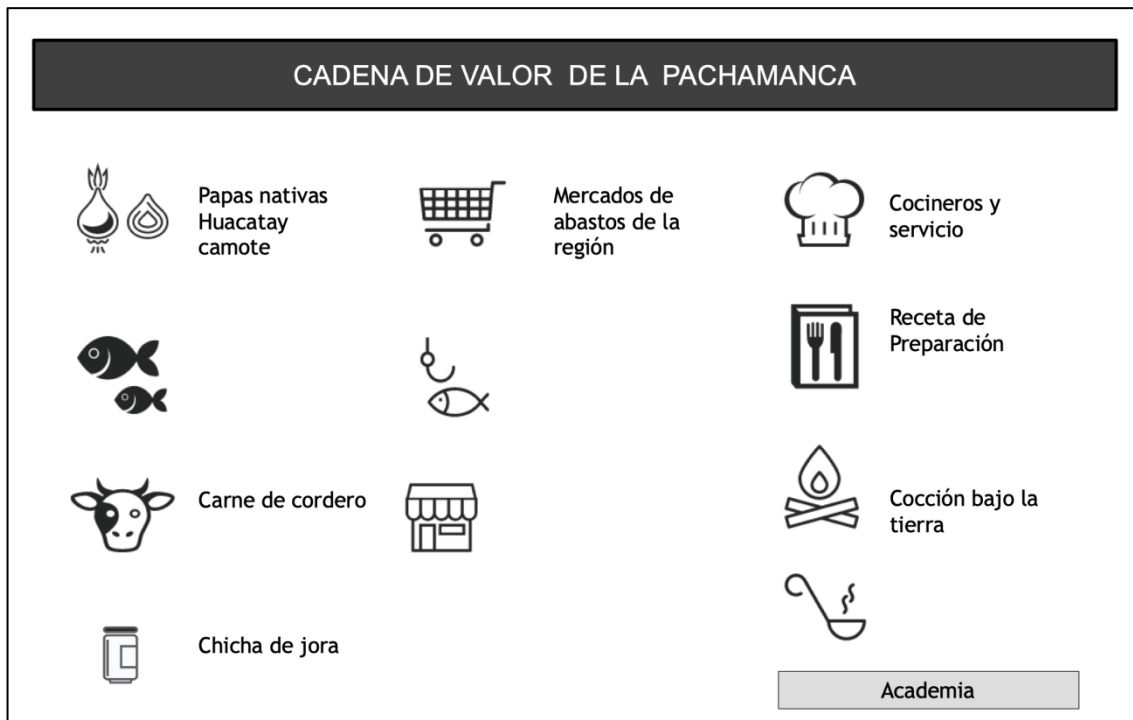 CADENA DE VALOR DE LA PACHAMANCA
Papas nativas
Huacatay
camote
Mercados de
abastos de la
región
Cocineros y
servicio
Receta de
Preparación
Carne de cordero
Cocción bajo la
tierra
Chicha de jora
Academia